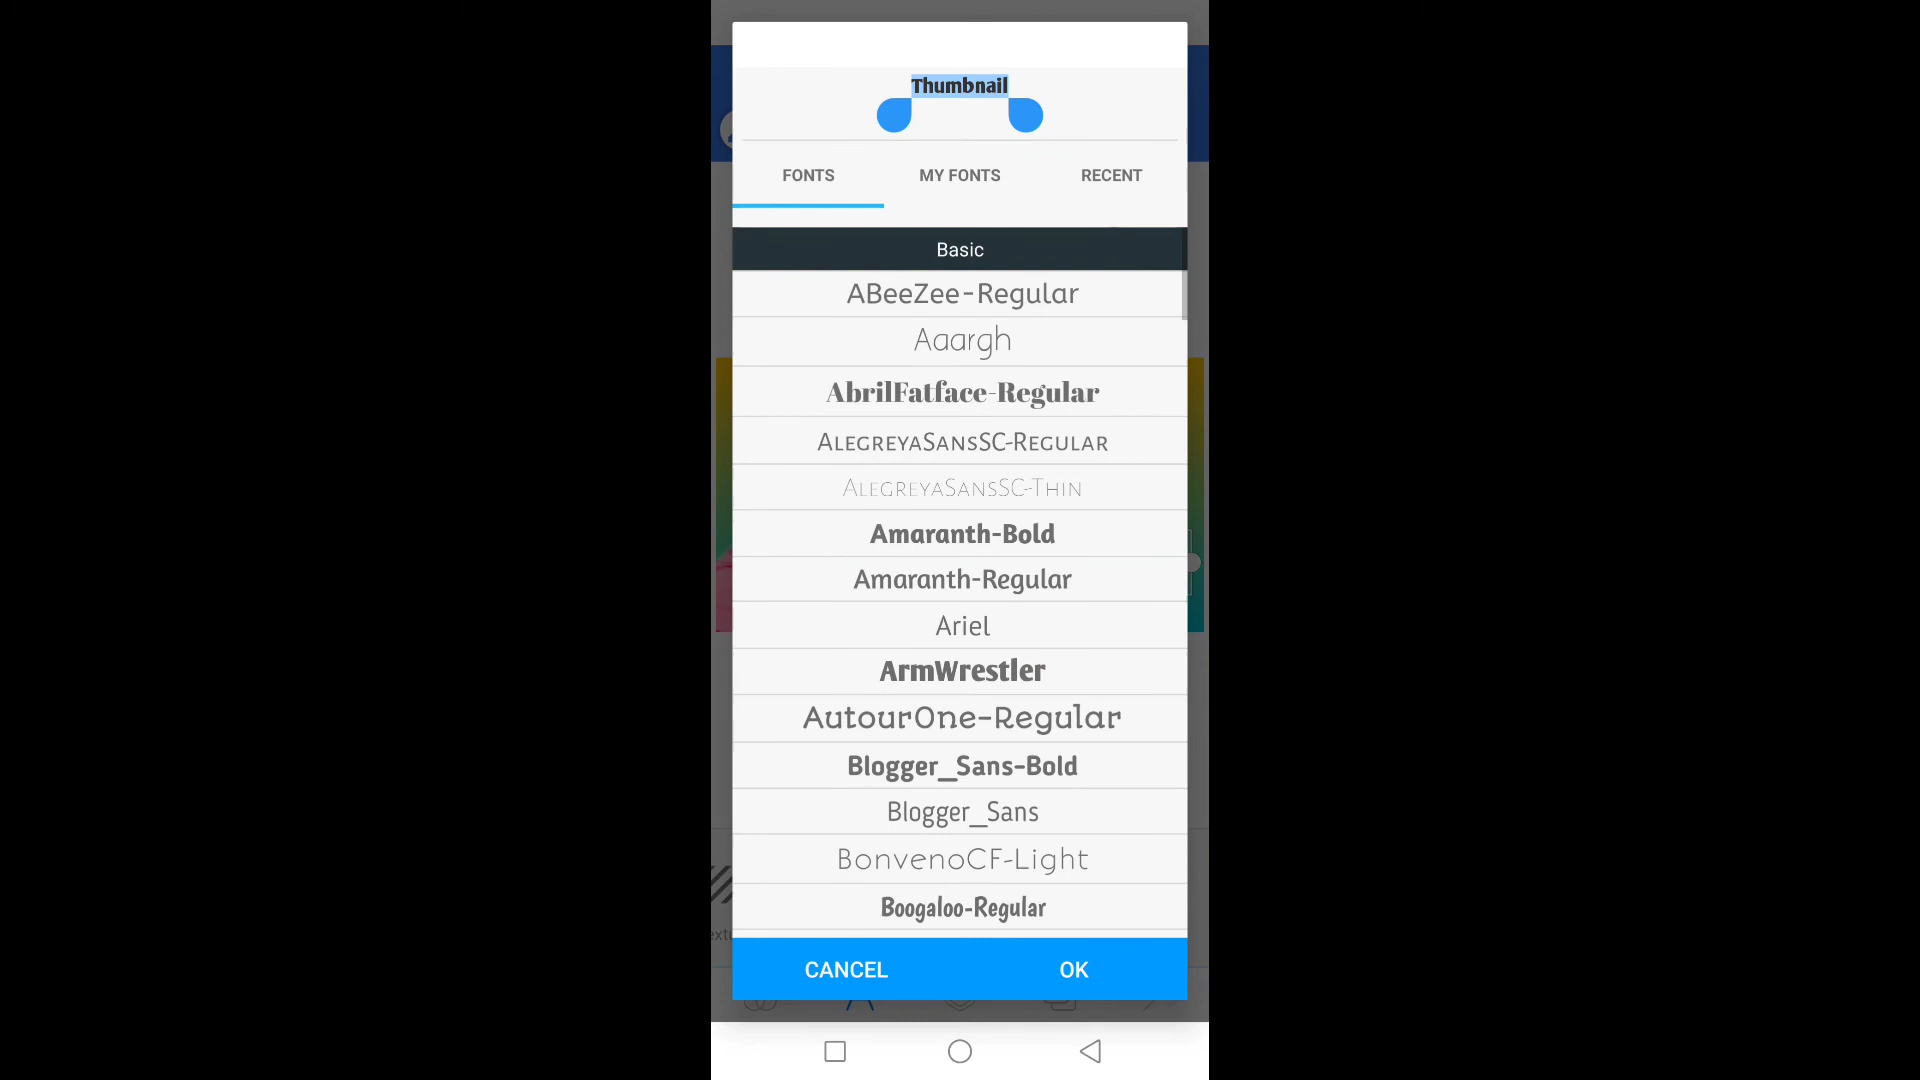 Thumbnail
FONTS
MY FONTS
RECENT
Basic
ABeeZee-Regular
Aaargh
AbrilFatface-Regular
AlegreyaSansSC-Regular
AlegreyaSansSC-Thin
Amaranth-Bold
Amaranth-Regular
Ariel
ArmWrestler
AutourOne-Regular
Blogger_Sans-Bold
Blogger_Sans
BonvenoCF-Light
Boogaloo-Regular
CANCEL
OK